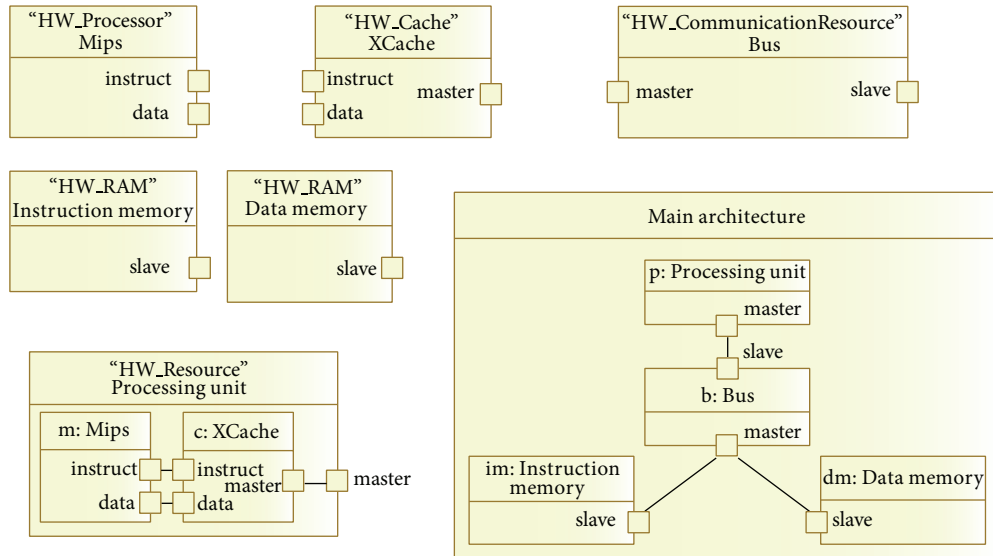 “HW_Processor”
Mips
instruct
data
“HW_Cache”
XCache
instruct
master
data
“HW_CommunicationResource”
Bus
master
slave
“HW_RAM”
Instruction memory
slave
“HW_RAM”
Data memory
slave
“HW_Resource”
Processing unit
m: Mips
instruct
data
c: XCache
instruct
master
data
master
Main architecture
p: Processing unit
master
slave
b: Bus
master
im: Instruction
memory
slave
dm: Data memory
slave